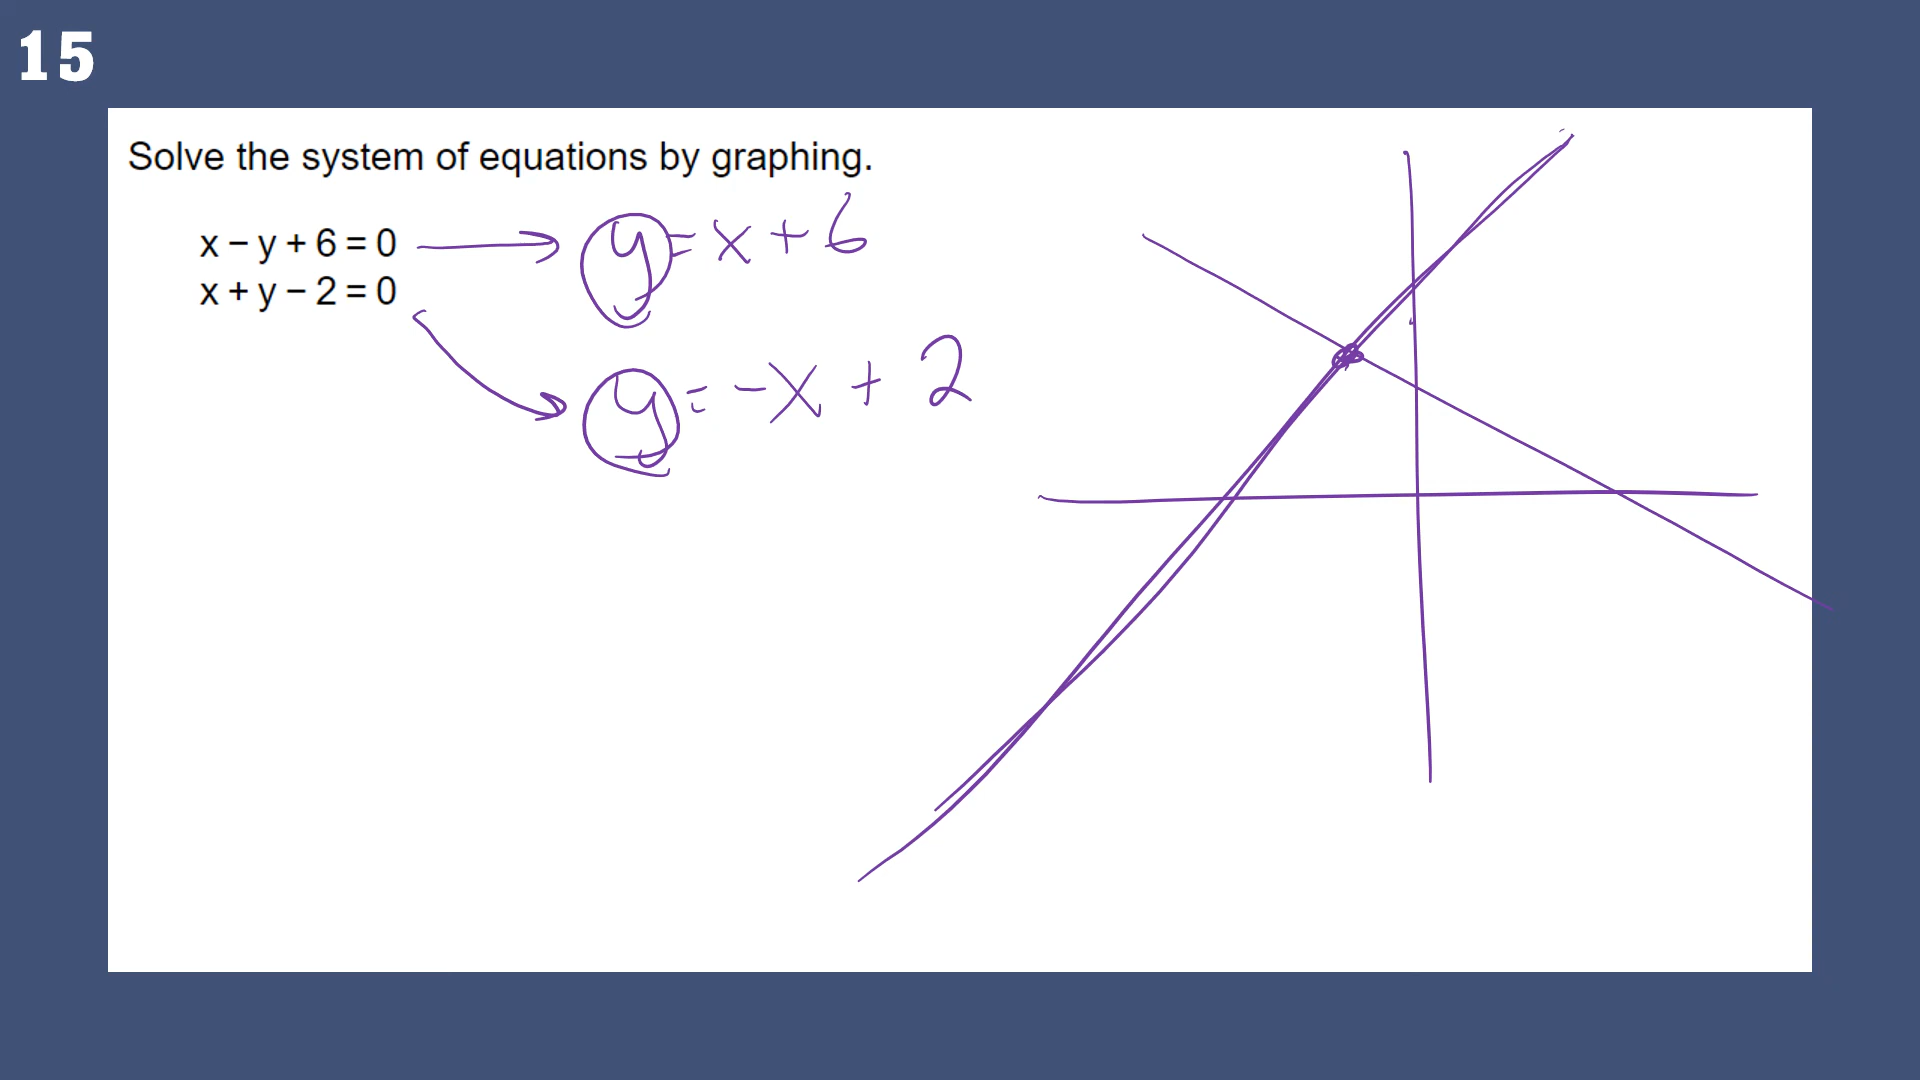 15
Solve the system of equations by graphing.
x − y + 6 = 0
y = x + 6
x + y − 2 = 0
y = -x + 2